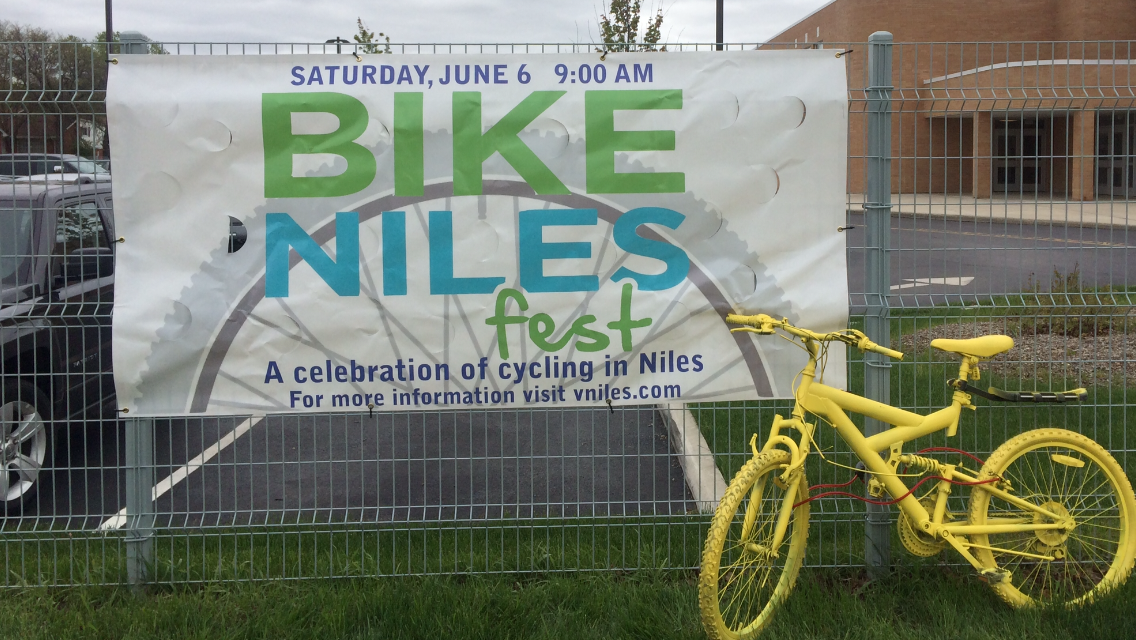 SATURDAY, JUNE 6 9:00 AM
BIKE
NILES
fest
A celebration of cycling in Niles
For more information visit vniles.com